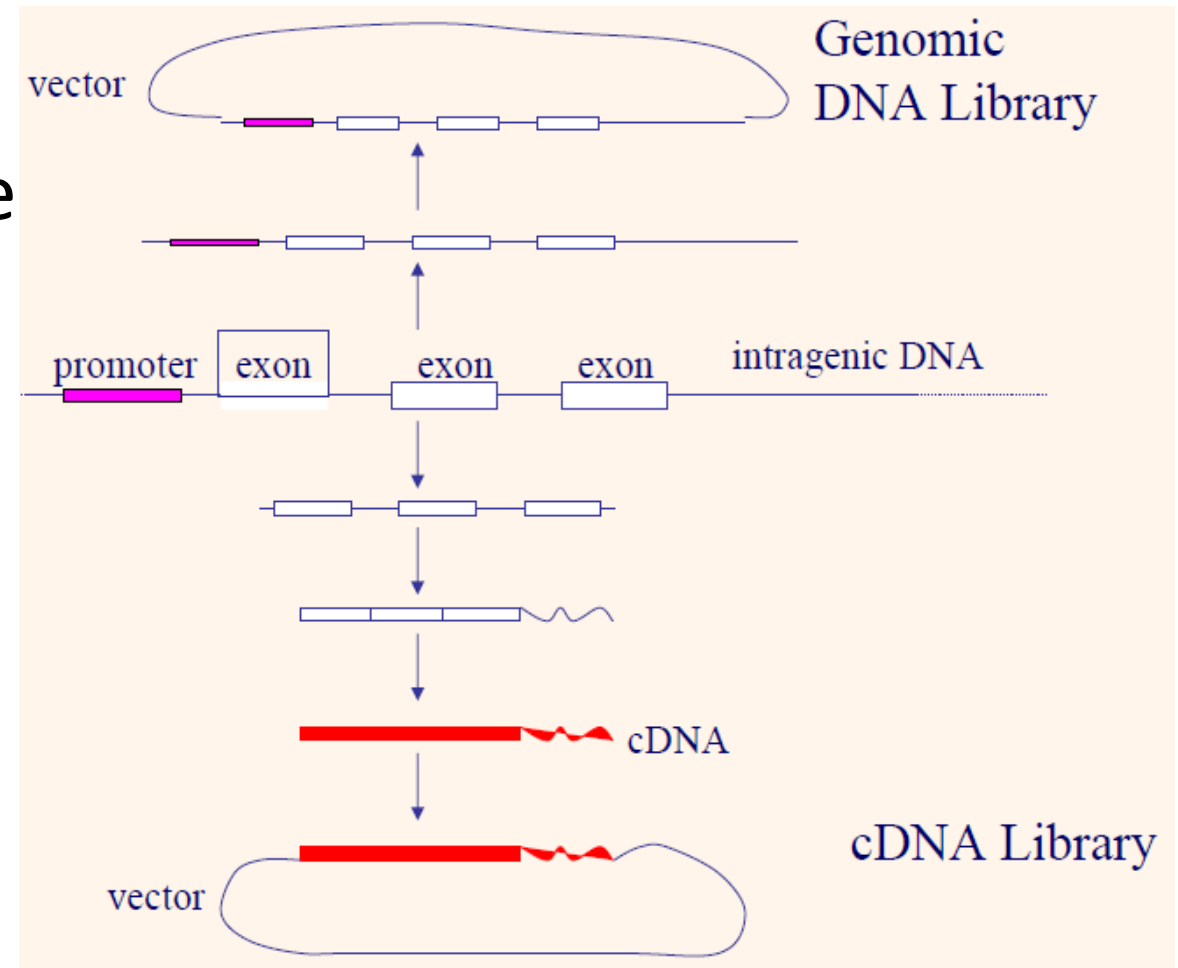 Genomic
DNA Library
vector
e
promoter exon exon exon intragenic DNA
cDNA
cDNA Library
vector